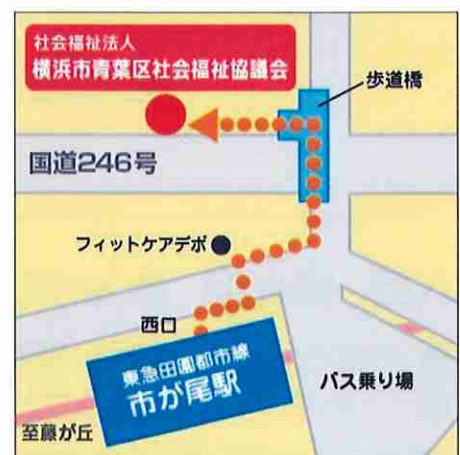 社会福祉法人
横浜市青葉区社会福祉協議会
歩道橋
国道246号
フィットケアデポ
西口
東急田園都市線
市が尾駅
バス乗り場
至藤が丘